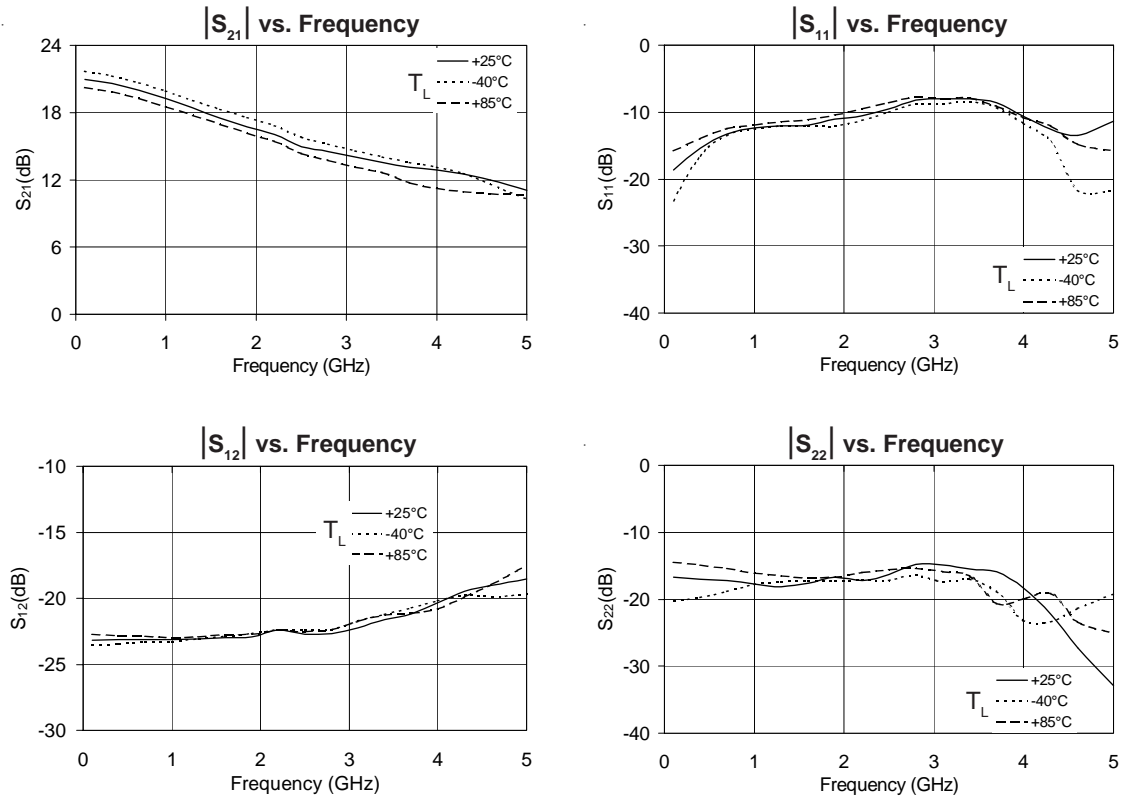 |S21| vs. Frequency
24
18
12
6
0
S21(dB)
TL
+25°C
-40°C
+85°C
0 1 2 3 4 5
Frequency (GHz)
|S11| vs. Frequency
0
-10
-20
-30
-40
S11(dB)
TL
+25°C
-40°C
+85°C
0 1 2 3 4 5
Frequency (GHz)
|S12| vs. Frequency
-10
-15
-20
-25
-30
S12(dB)
TL
+25°C
-40°C
+85°C
0 1 2 3 4 5
Frequency (GHz)
|S22| vs. Frequency
0
-10
-20
-30
-40
S22(dB)
TL
+25°C
-40°C
+85°C
0 1 2 3 4 5
Frequency (GHz)